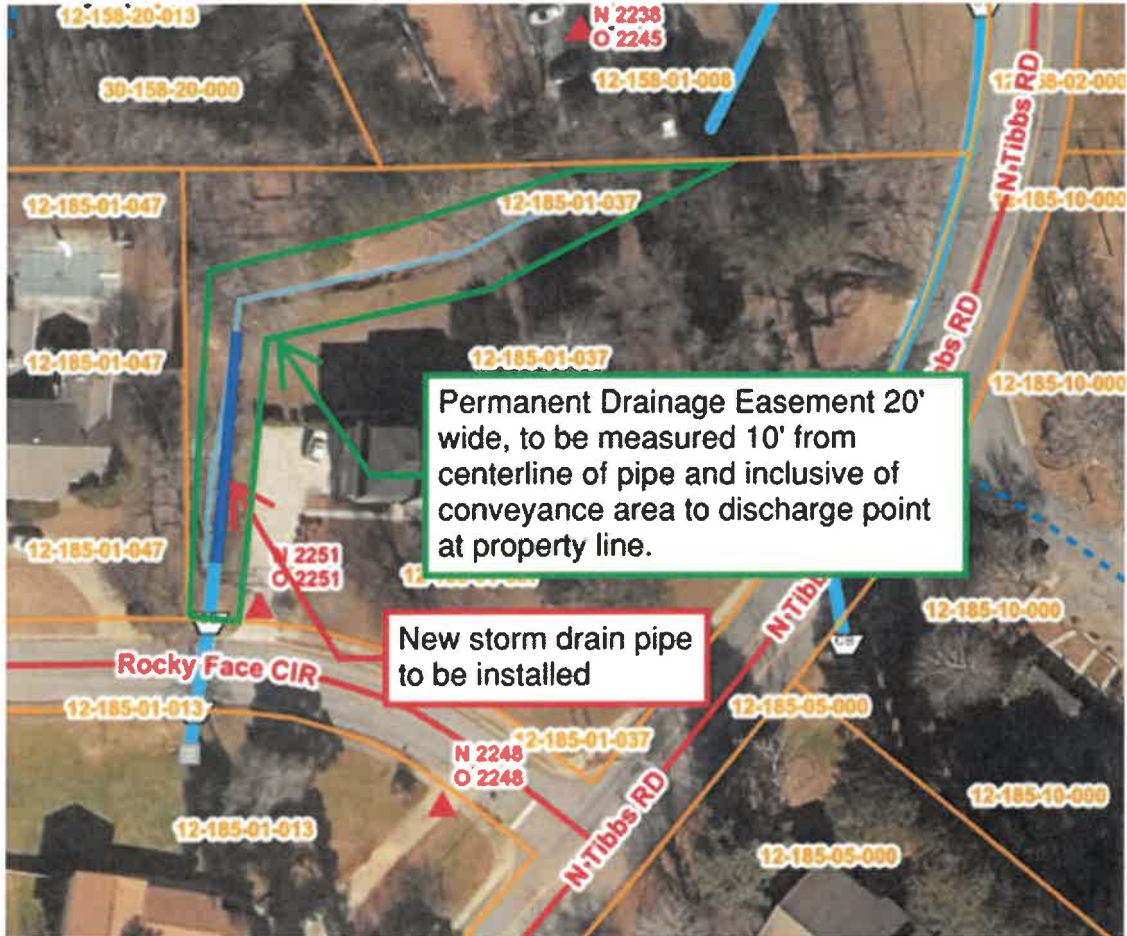 12-158-20-013
N 2238
O 2245
30-158-20-000
12-158-01-008
N Tibbs RD
12-185-01-047
12-185-01-037
12-185-10-000
12-185-01-047
12-185-01-037
12-185-10-000
Permanent Drainage Easement 20'
wide, to be measured 10' from
centerline of pipe and inclusive of
conveyance area to discharge point
at property line.
12-185-01-047
N 2251
O 2251
New storm drain pipe
to be installed
12-185-10-000
Rocky Face CIR
12-185-01-013
12-185-05-000
N 2248
O 2248
12-185-01-037
N Tibbs RD
12-185-10-000
12-185-01-013
12-185-05-000